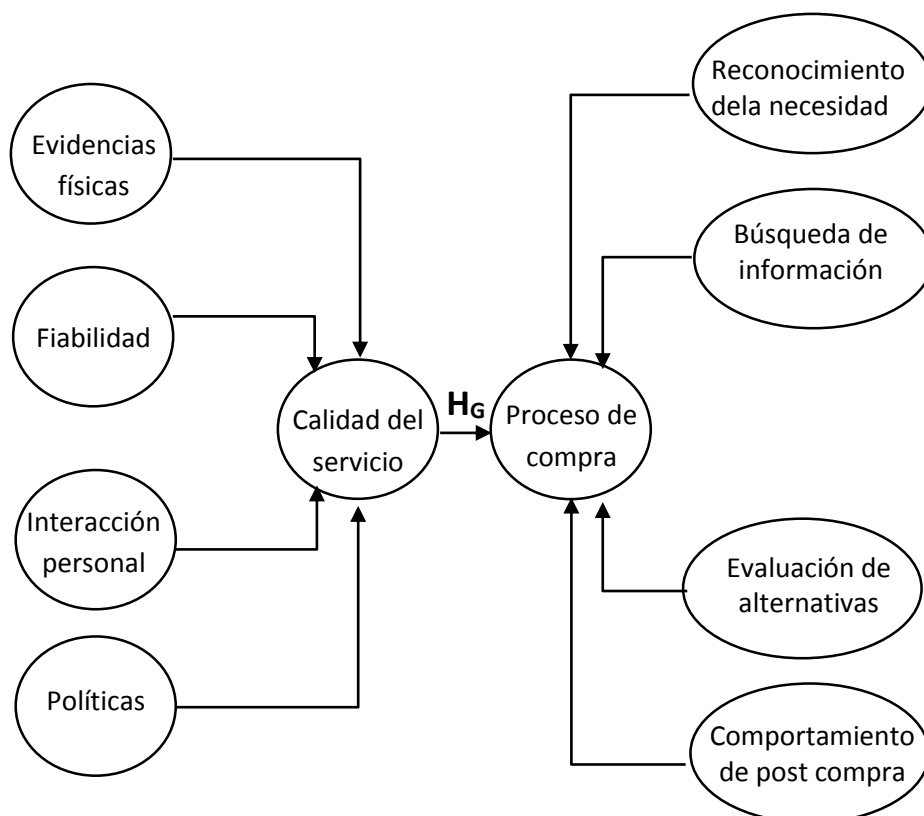 Evidencias
físicas
Fiabilidad
Interacción
personal
Políticas
Calidad del
servicio
H_G
Proceso de
compra
Reconocimiento
dela necesidad
Búsqueda de
información
Evaluación de
alternativas
Comportamiento
de post compra